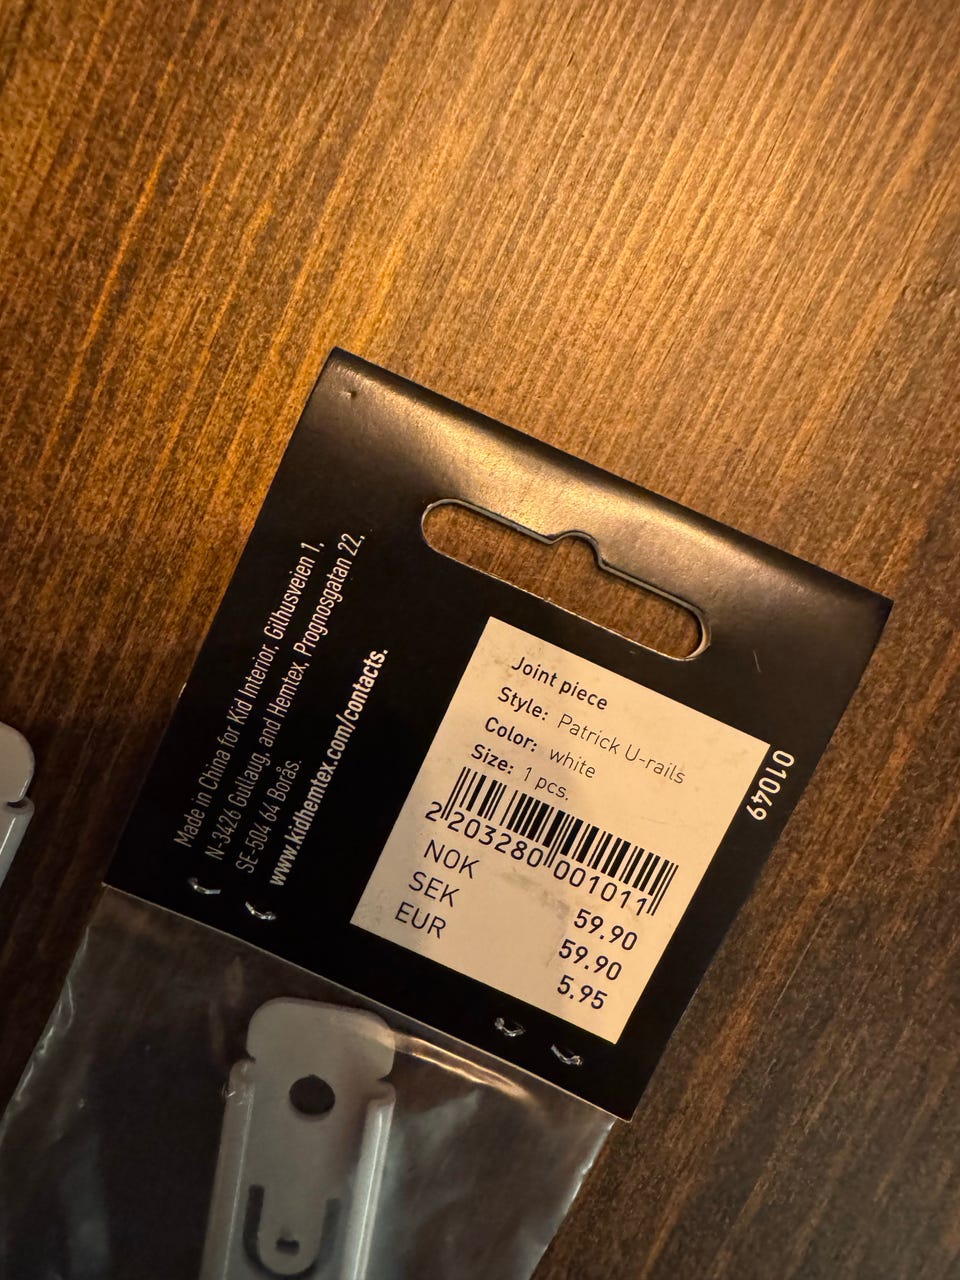 Made in China for Kid Interior, Gilhusveien 1,
N-3426 Gullaug, and Hemtex, Prognosgatan 22,
SE-504 64 Borås.
www.kidhemtex.com/contacts.
Joint piece
Style: Patrick U-rails
Color: white
Size: 1 pcs.
2 203280 001011
NOK 59.90
SEK 59.90
EUR 5.95
01049